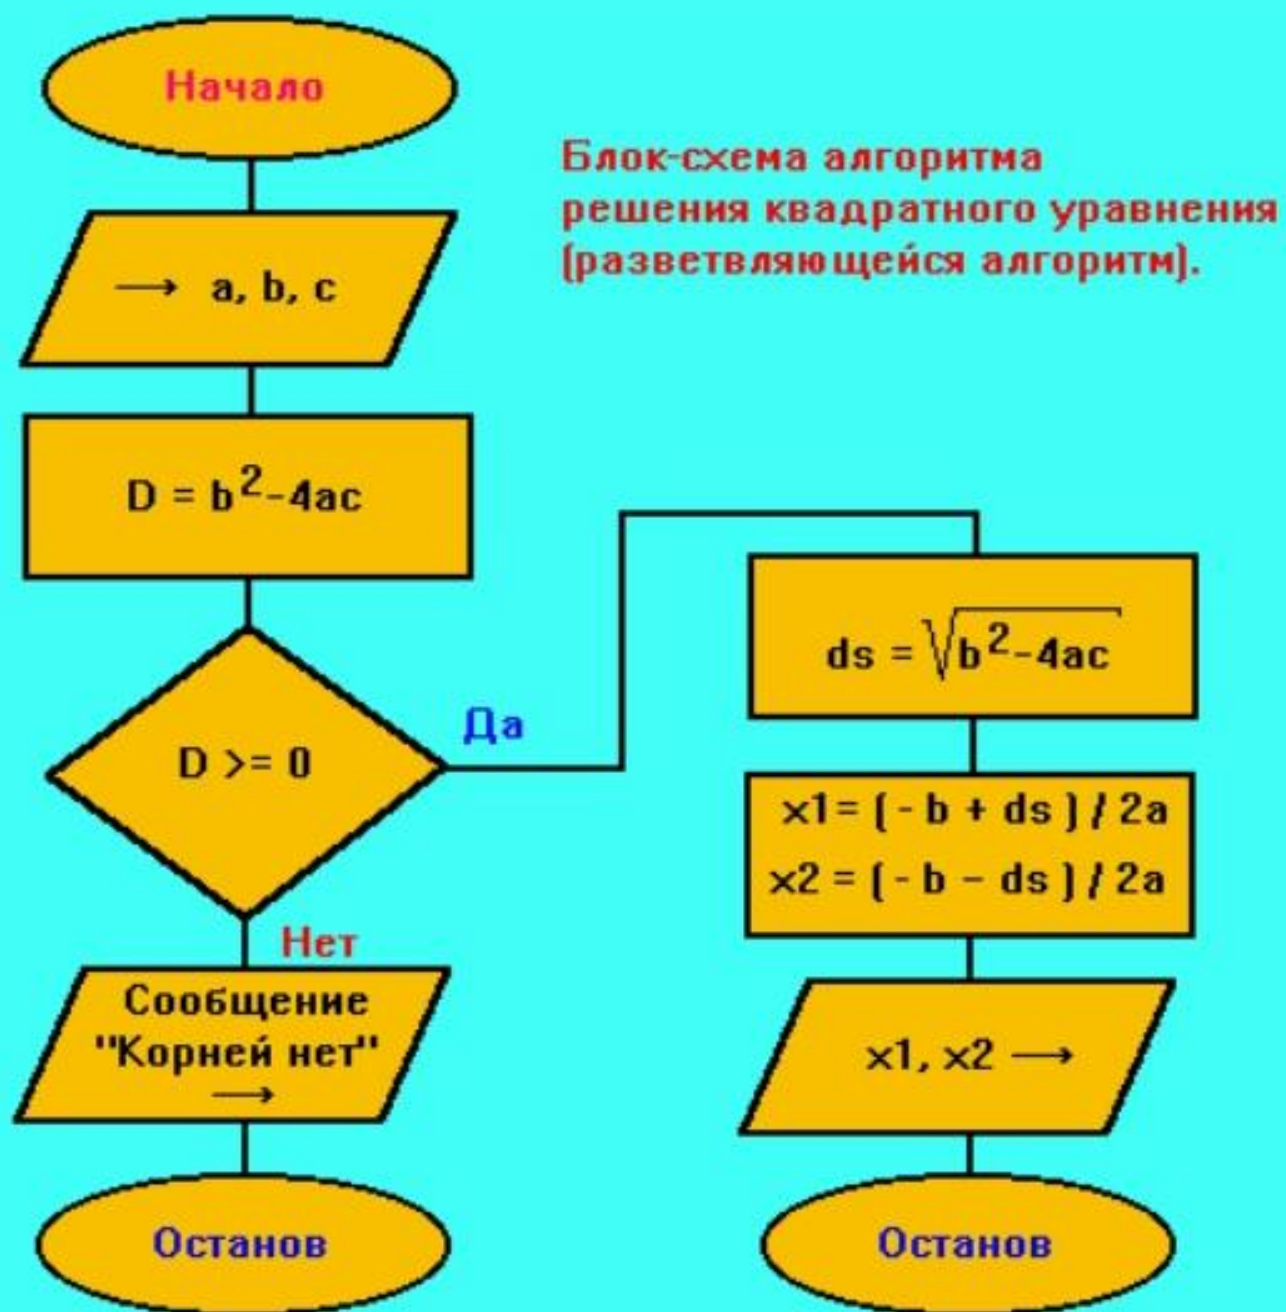 Начало
Блок-схема алгоритма
решения квадратного уравнения
(разветвляющейся алгоритм).
→ a, b, c
D = b²-4ac
D >= 0
Да
Нет
Сообщение
"Корней нет"
→
Останов
ds = √b²-4ac
x1= ( - b + ds ) / 2a
x2 = ( - b - ds ) / 2a
x1, x2 →
Останов